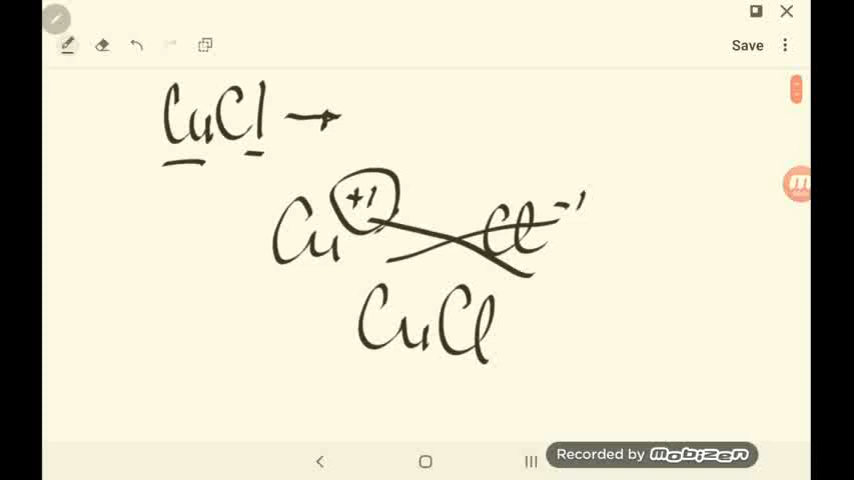 Save
CuCl →
Cu +1 Cl -1
CuCl
Recorded by Mobizen